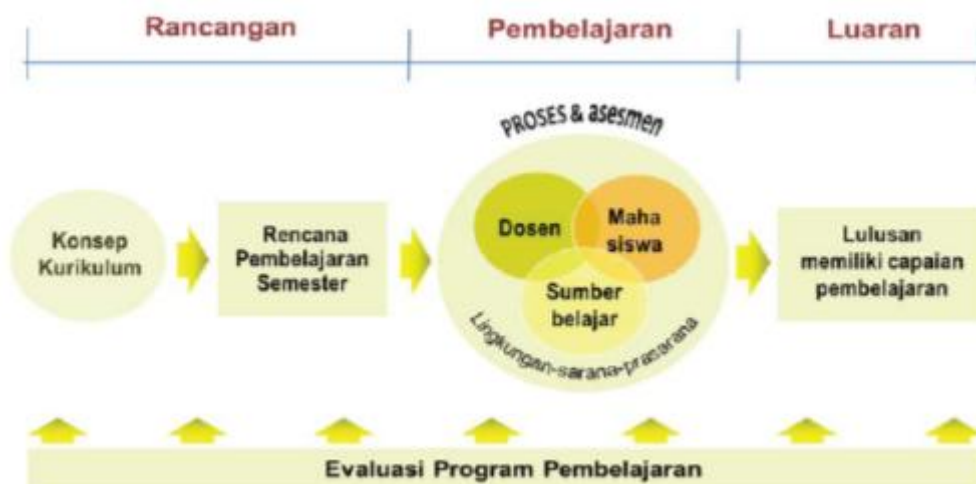 Rancangan
Pembelajaran
Luaran
PROSES & asesmen
Konsep
Kurikulum
Rencana
Pembelajaran
Semester
Dosen
Maha
siswa
Sumber
belajar
Lingkungan-sarana-prasarana
Lulusan
memiliki capaian
pembelajaran
Evaluasi Program Pembelajaran